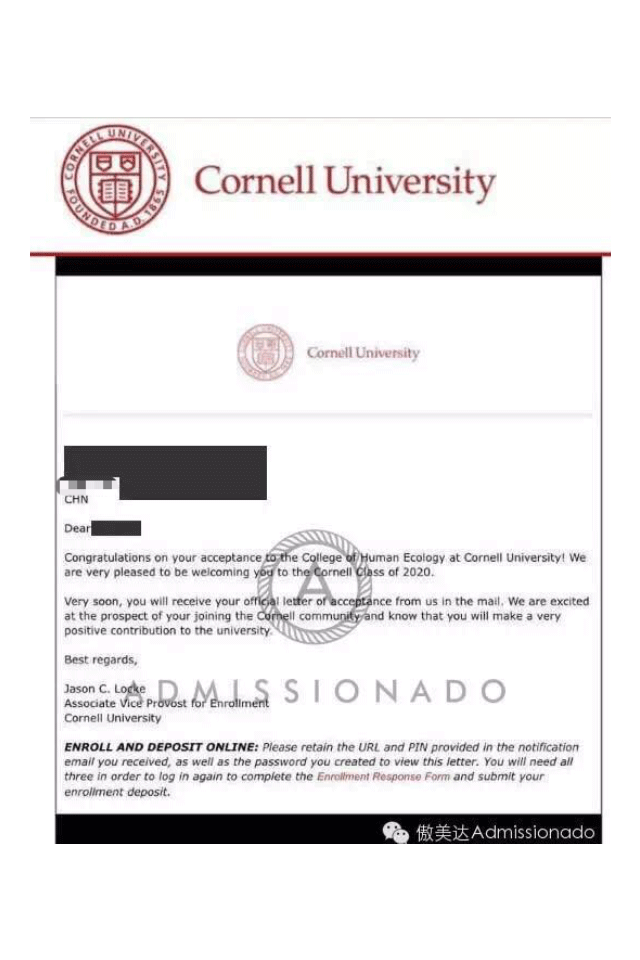 CORNELL UNIVERSITY
FOUNDED A.D. 1865
Cornell University
Cornell University
CHN
Dear
Congratulations on your acceptance to the College of Human Ecology at Cornell University! We
are very pleased to be welcoming you to the Cornell Class of 2020.
Very soon, you will receive your official letter of acceptance from us in the mail. We are excited
at the prospect of your joining the Cornell community and know that you will make a very
positive contribution to the university.
Best regards,
Jason C. Locke
Associate Vice Provost for Enrollment
Cornell University
A
ADMISSIONADO
ENROLL AND DEPOSIT ONLINE: Please retain the URL and PIN provided in the notification
email you received, as well as the password you created to view this letter. You will need all
three in order to log in again to complete the Enrollment Response Form and submit your
enrollment deposit.
傲美达Admissionado